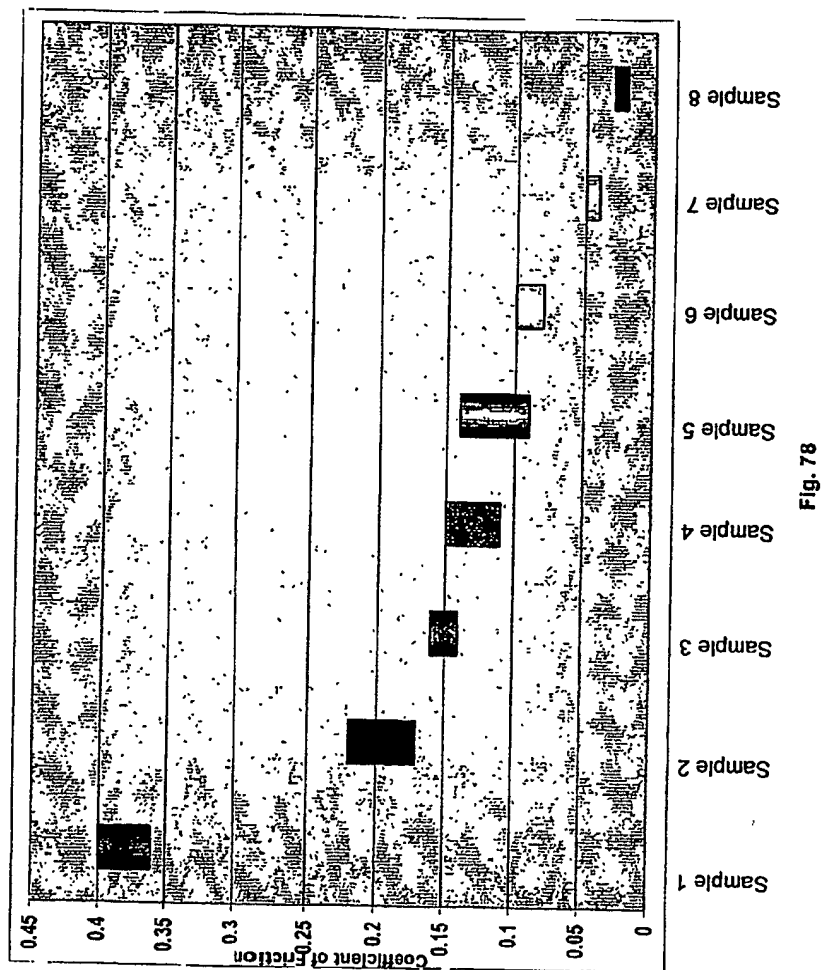 Coefficient of Friction
0.45
0.4
0.35
0.3
0.25
0.2
0.15
0.1
0.05
0
Sample 1
Sample 2
Sample 3
Sample 4
Sample 5
Sample 6
Sample 7
Sample 8
Fig. 78